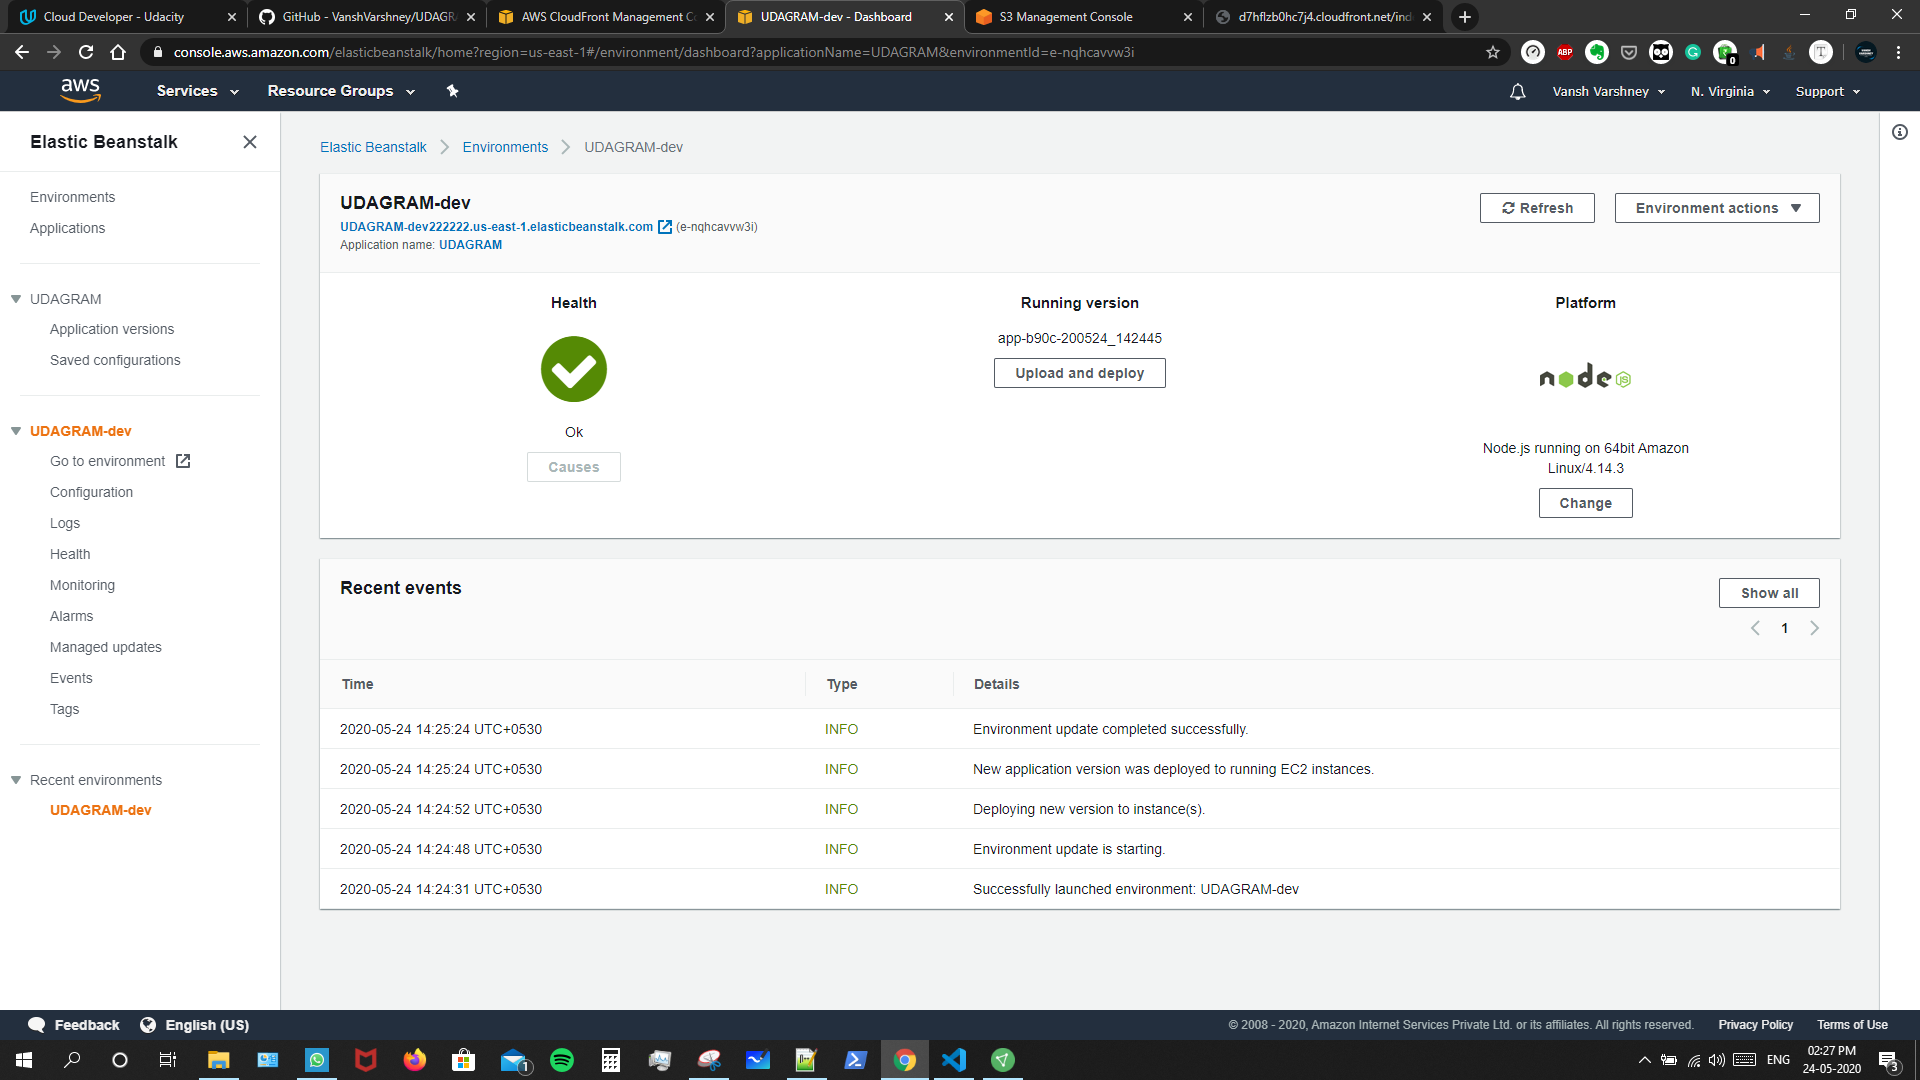 Cloud Developer - Udacity
GitHub - VanshVarshney/UDAGR
AWS CloudFront Management Co
UDAGRAM-dev - Dashboard
S3 Management Console
d7hflzb0hc7j4.cloudfront.net/ind
console.aws.amazon.com/elasticbeanstalk/home?region=us-east-1#/environment/dashboard?applicationName=UDAGRAM&environmentId=e-nqhcavvw3i
ABP
0
aws
Services
Resource Groups
Vansh Varshney
N. Virginia
Support
Elastic Beanstalk
Environments
Applications
UDAGRAM
Application versions
Saved configurations
UDAGRAM-dev
Go to environment
Configuration
Logs
Health
Monitoring
Alarms
Managed updates
Events
Tags
Recent environments
UDAGRAM-dev
Elastic Beanstalk
Environments
UDAGRAM-dev
UDAGRAM-dev
UDAGRAM-dev222222.us-east-1.elasticbeanstalk.com (e-nqhcavvw3i)
Application name: UDAGRAM
Refresh
Environment actions
Health
Ok
Causes
Running version
app-b90c-200524_142445
Upload and deploy
Platform
node JS
Node.js running on 64bit Amazon
Linux/4.14.3
Change
Recent events
Show all
1
Time Type Details
2020-05-24 14:25:24 UTC+0530 INFO Environment update completed successfully.
2020-05-24 14:25:24 UTC+0530 INFO New application version was deployed to running EC2 instances.
2020-05-24 14:24:52 UTC+0530 INFO Deploying new version to instance(s).
2020-05-24 14:24:48 UTC+0530 INFO Environment update is starting.
2020-05-24 14:24:31 UTC+0530 INFO Successfully launched environment: UDAGRAM-dev
Feedback
English (US)
© 2008 - 2020, Amazon Internet Services Private Ltd. or its affiliates. All rights reserved.
Privacy Policy
Terms of Use
1
ENG
02:27 PM
24-05-2020
3